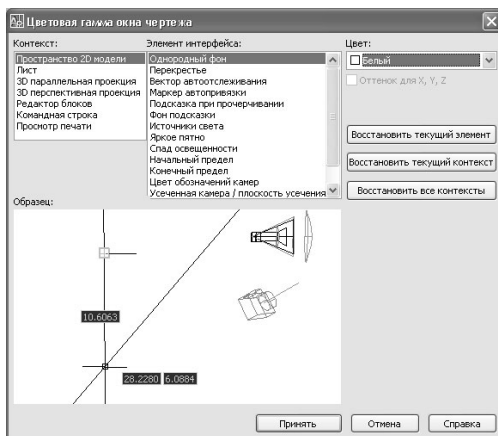 Цветовая гамма окна чертежа
Контекст:
Пространство 2D модели
Лист
3D параллельная проекция
3D перспективная проекция
Редактор блоков
Командная строка
Просмотр печати
Элемент интерфейса:
Однородный фон
Перекрестье
Вектор автоотслеживания
Маркер автопривязки
Подсказка при прочерчивании
Фон подсказки
Источники света
Яркое пятно
Спад освещенности
Начальный предел
Конечный предел
Цвет обозначений камер
Усеченная камера / плоскость усечения
Цвет:
Белый
Оттенок для X, Y, Z
Восстановить текущий элемент
Восстановить текущий контекст
Восстановить все контексты
Образец:
10.6063
28.2280 6.0884
Принять Отмена Справка